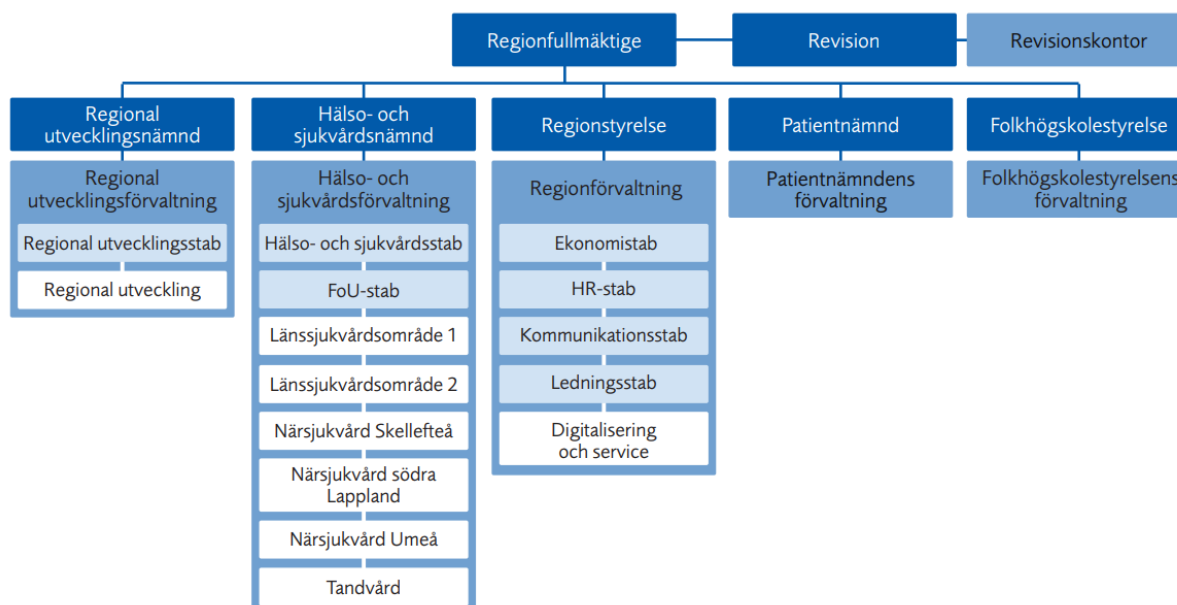 Regionfullmäktige
Revision
Revisionskontor
Regional
utvecklingsnämnd
Hälso- och
sjukvårdsnämnd
Regionstyrelse
Patientnämnd
Folkhögskolestyrelse
Regional
utvecklingsförvaltning
Regional utvecklingsstab
Regional utveckling
Hälso- och
sjukvårdsförvaltning
Hälso- och sjukvårdsstab
FoU-stab
Länssjukvårdsområde 1
Länssjukvårdsområde 2
Närsjukvård Skellefteå
Närsjukvård södra
Lappland
Närsjukvård Umeå
Tandvård
Regionförvaltning
Ekonomistab
HR-stab
Kommunikationsstab
Ledningsstab
Digitalisering
och service
Patientnämndens
förvaltning
Folkhögskolestyrelsens
förvaltning